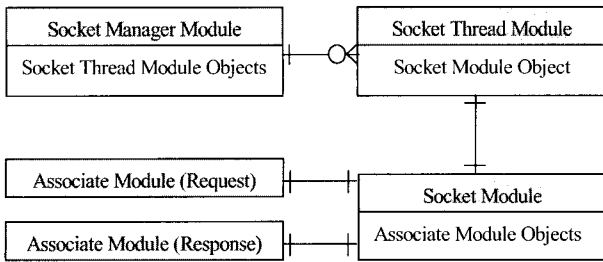 Socket Manager Module
Socket Thread Module Objects
Socket Thread Module
Socket Module Object
Associate Module (Request)
Associate Module (Response)
Socket Module
Associate Module Objects